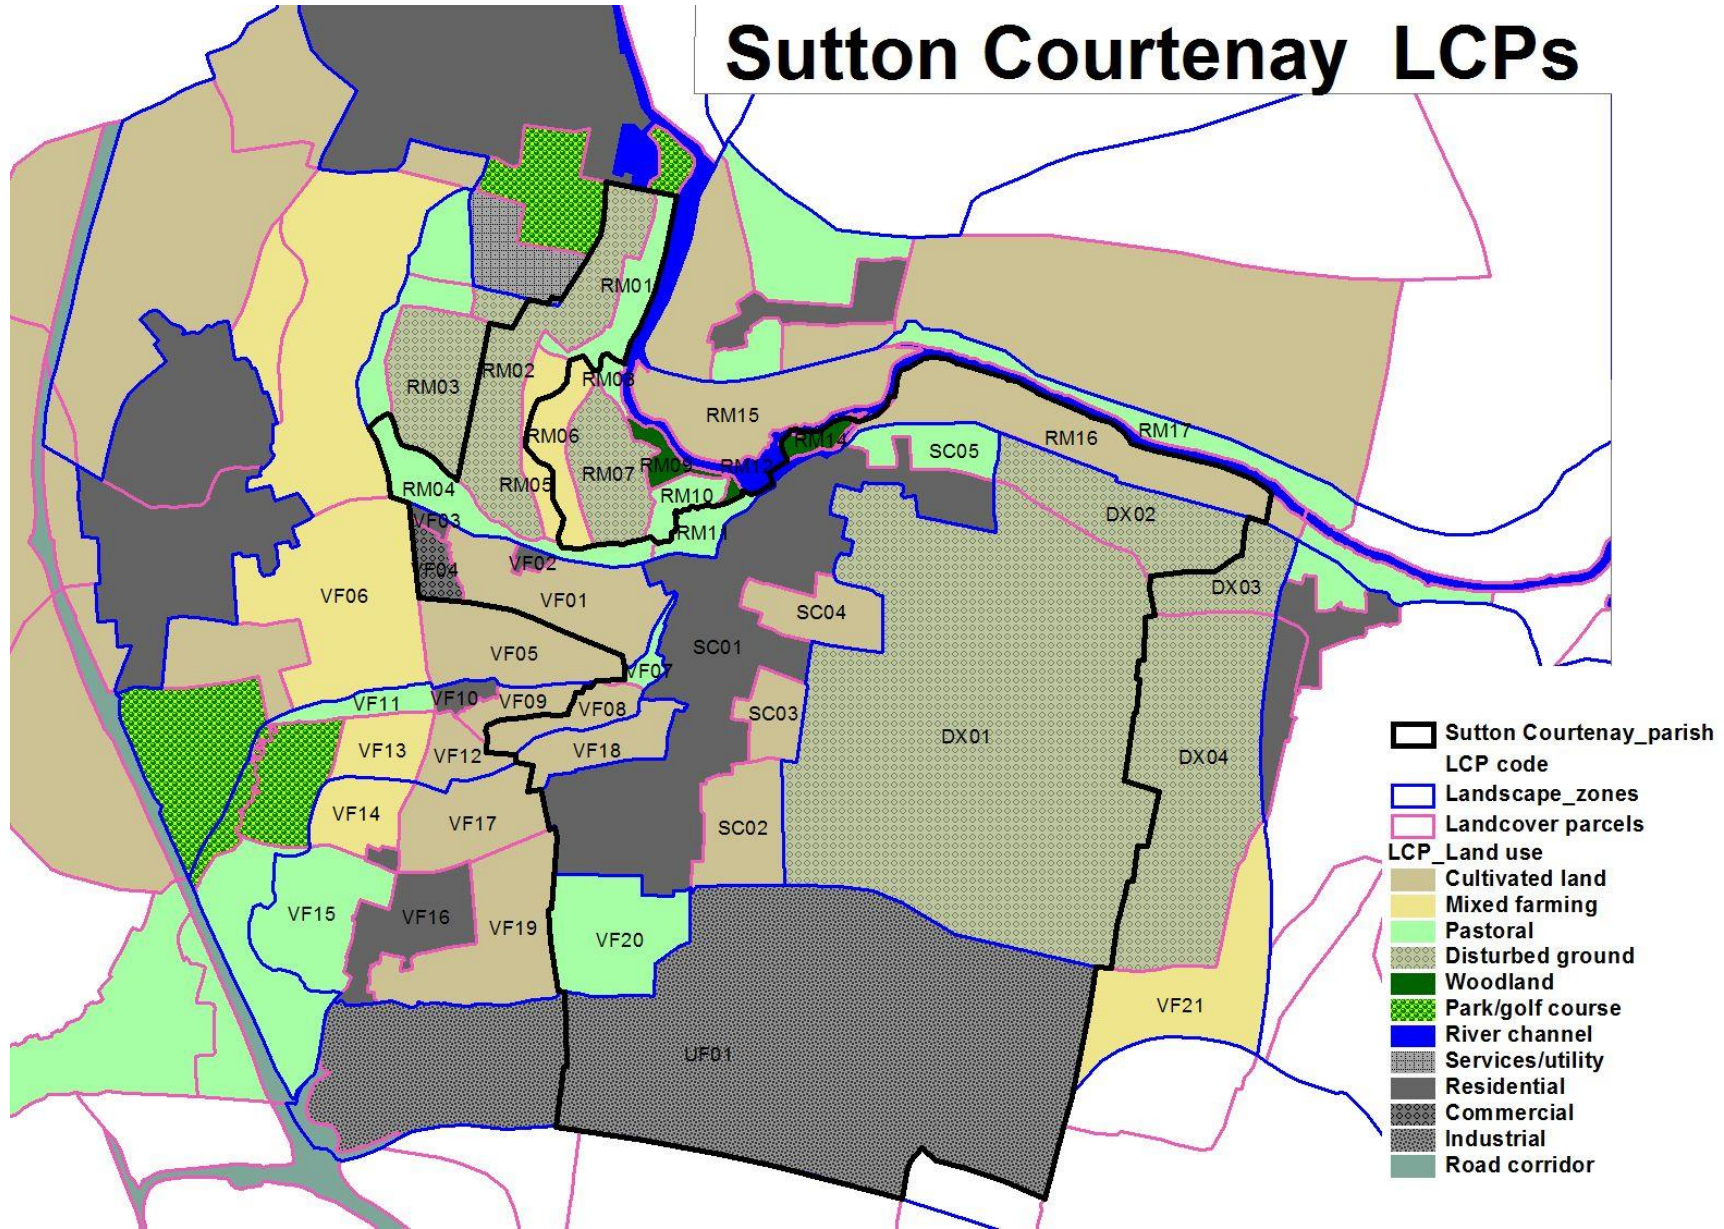 Sutton Courtenay LCPs
RM01
RM02
RM03
RM03
RM15
RM06
RM16
RM17
RM14
SC05
RM09
RM12
RM07
RM04
RM05
RM10
DX02
VF03
RM11
VF02
VF04
DX03
VF06
VF01
SC04
SC01
VF05
VF07
VF10
VF11
VF09
VF08
SC03
DX01
VF13
VF12
VF18
DX04
VF14
VF17
SC02
VF15
VF16
VF19
VF20
VF21
UF01
Sutton Courtenay_parish
LCP code
Landscape_zones
Landcover parcels
LCP_Land use
Cultivated land
Mixed farming
Pastoral
Disturbed ground
Woodland
Park/golf course
River channel
Services/utility
Residential
Commercial
Industrial
Road corridor